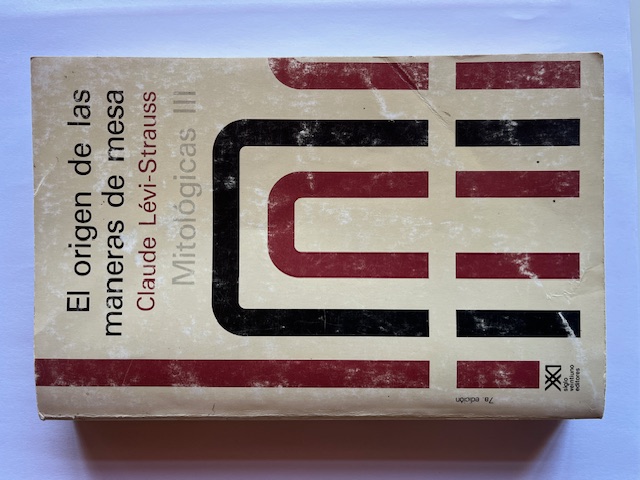 El origen de las
maneras de mesa
Claude Lévi-Strauss
Mitológicas III
7a edición
siglo
veintiuno
editores